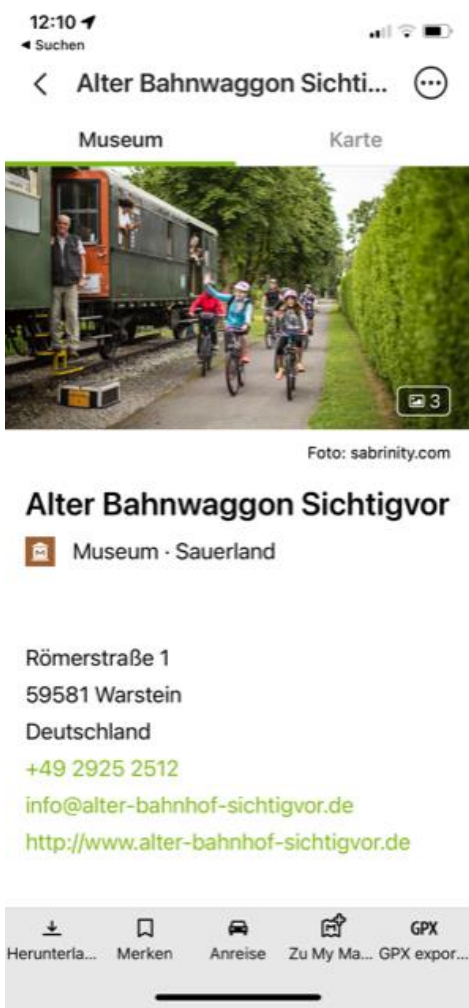 12:10
Suchen
Alter Bahnwaggon Sichti...
Museum
Karte
3
Foto: sabrinity.com
Alter Bahnwaggon Sichtigvor
Museum · Sauerland
Römerstraße 1
59581 Warstein
Deutschland
+49 2925 2512
info@alter-bahnhof-sichtigvor.de
http://www.alter-bahnhof-sichtigvor.de
GPX
Herunterla... Merken Anreise Zu My Ma... GPX expor...